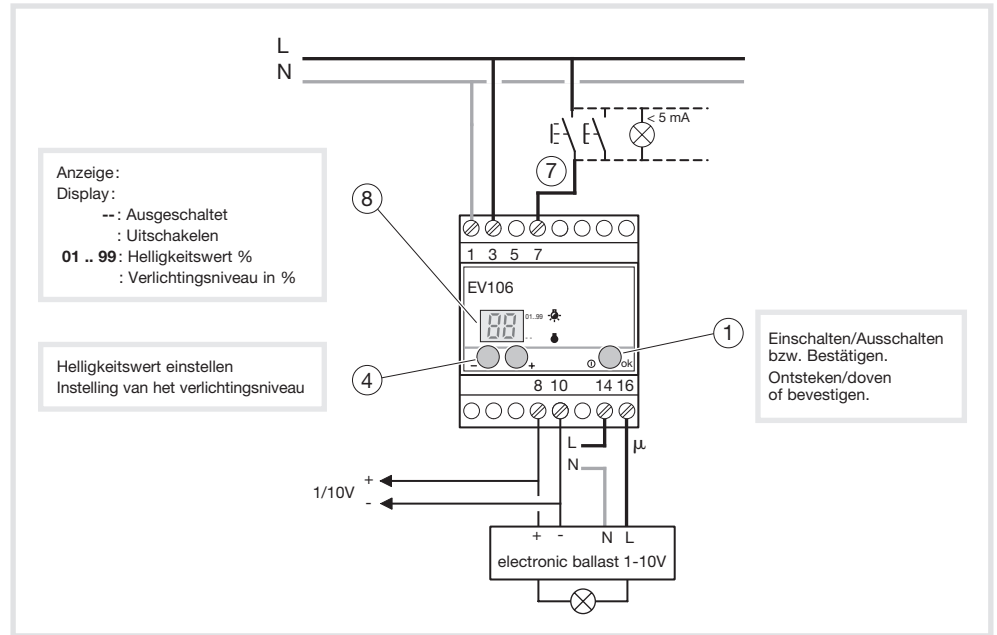 L
N
< 5 mA
7
8
Anzeige:
Display:
-- : Ausgeschaltet
: Uitschakelen
01 .. 99 : Helligkeitswert %
: Verlichtingsniveau in %
1 3 5 7
EV106
88
01..99
--
Helligkeitswert einstellen
Instelling van het verlichtingsniveau
4
- +
ok
1
Einschalten/Ausschalten
bzw. Bestätigen.
Ontsteken/doven
of bevestigen.
8 10 14 16
L
N
μ
+
1/10V
-
+ - N L
electronic ballast 1-10V